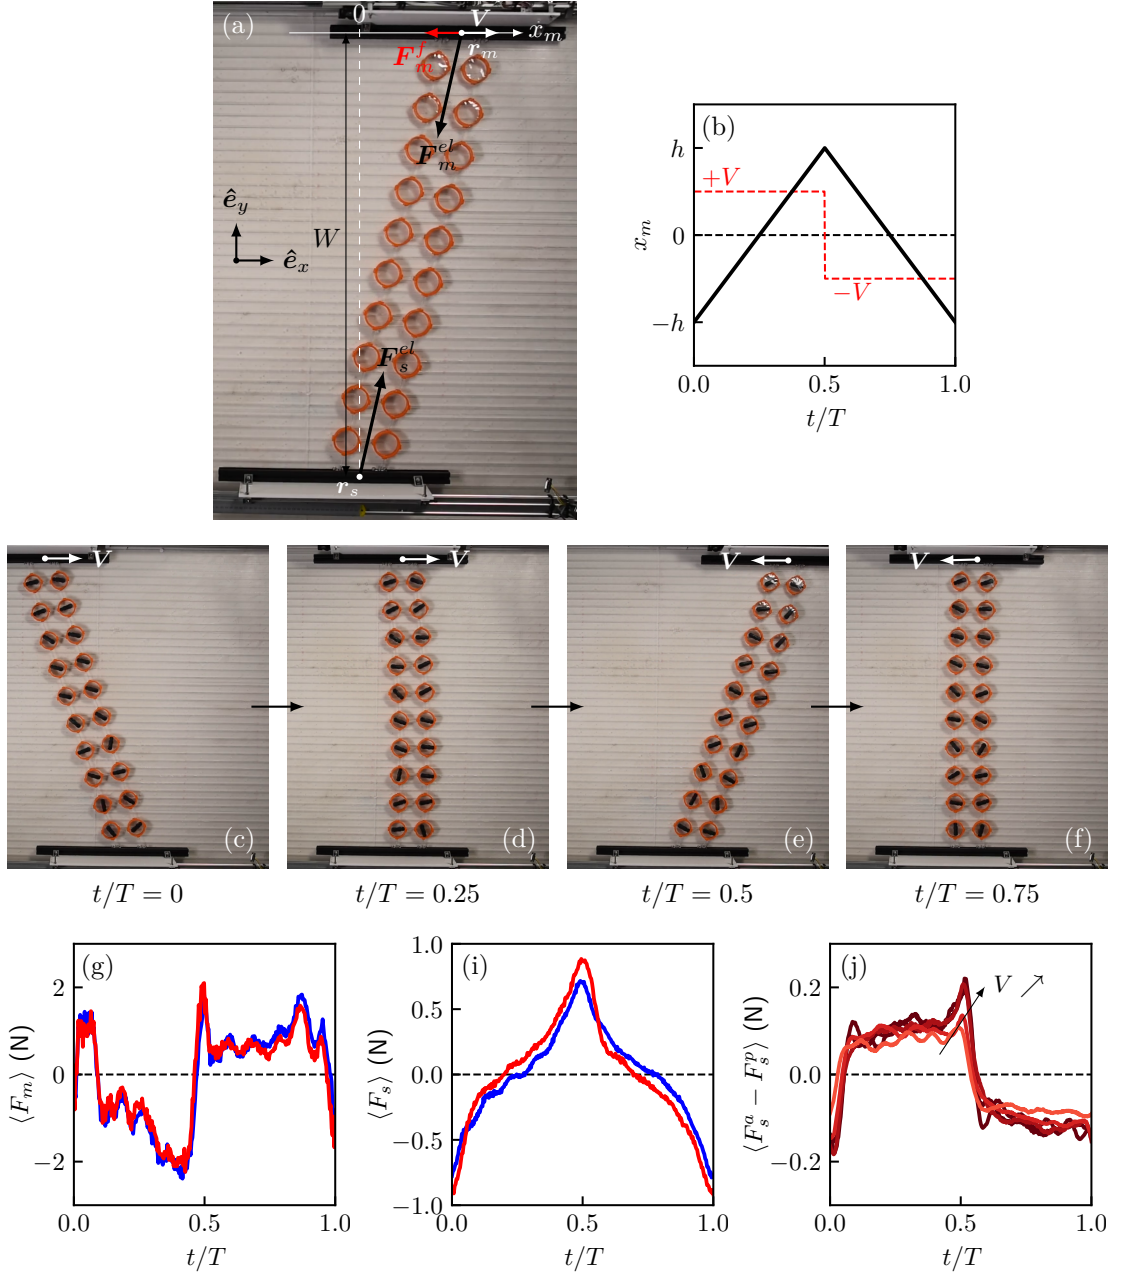 (a)
0
V
x_m
F_m^f
r_m
F_m^{el}
ê_y
W
ê_x
F_s^{el}
r_s
(b)
h
+V
x_m
0
−V
−h
0.0 0.5 1.0
t/T
V
(c)
V
(d)
V
(e)
V
(f)
t/T = 0
t/T = 0.25
t/T = 0.5
t/T = 0.75
(g)
2
0
−2
⟨F_m⟩ (N)
0.0 0.5 1.0
t/T
(i)
1.0
0.5
0.0
−0.5
−1.0
⟨F_s⟩ (N)
0.0 0.5 1.0
t/T
(j)
V ↗
0.2
0.0
−0.2
⟨F_s^a − F_s^p⟩ (N)
0.0 0.5 1.0
t/T